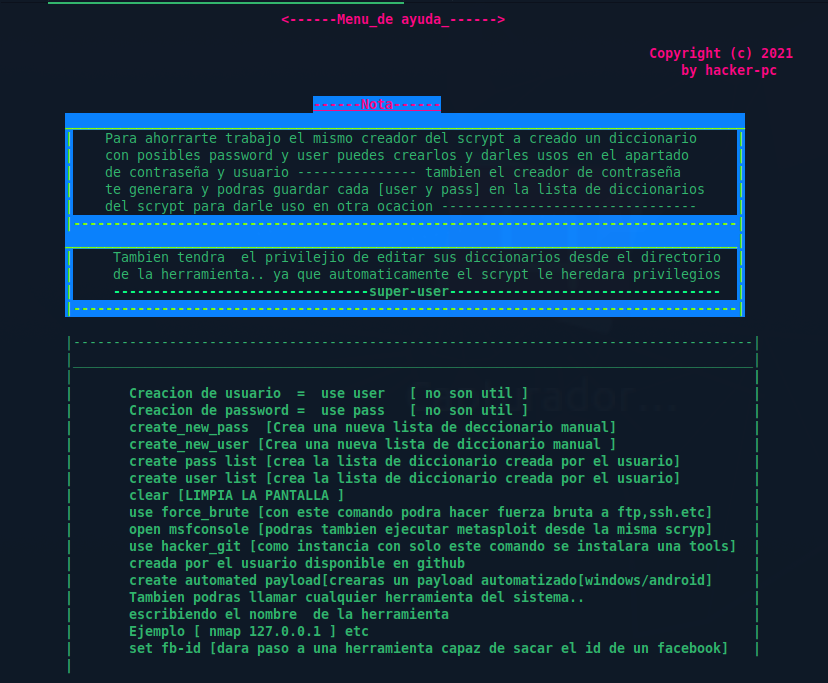 <------Menu_de ayuda_------>
Copyright (c) 2021
by hacker-pc
------Nota------
Para ahorrarte trabajo el mismo creador del scrypt a creado un diccionario
con posibles password y user puedes crearlos y darles usos en el apartado
de contraseña y usuario --------------- tambien el creador de contraseña
te generara y podras guardar cada [user y pass] en la lista de diccionarios
del scrypt para darle uso en otra ocacion --------------------------------
Tambien tendra  el privilejio de editar sus diccionarios desde el directorio
de la herramienta.. ya que automaticamente el scrypt le heredara privilegios
--------------------------------super-user----------------------------------
Creacion de usuario  =  use user   [ no son util ]
Creacion de password =  use pass   [ no son util ]
create_new_pass  [Crea una nueva lista de deccionario manual]
create_new_user [Crea una nueva lista de diccionario manual ]
create pass list [crea la lista de diccionario creada por el usuario]
create user list [crea la lista de diccionario creada por el usuario]
clear [LIMPIA LA PANTALLA ]
use force_brute [con este comando podra hacer fuerza bruta a ftp,ssh.etc]
open msfconsole [podras tambien ejecutar metasploit desde la misma scryp]
use hacker_git [como instancia con solo este comando se instalara una tools]
creada por el usuario disponible en github
create automated payload[crearas un payload automatizado[windows/android]
Tambien podras llamar cualquier herramienta del sistema..
escribiendo el nombre  de la herramienta
Ejemplo [ nmap 127.0.0.1 ] etc
set fb-id [dara paso a una herramienta capaz de sacar el id de un facebook]